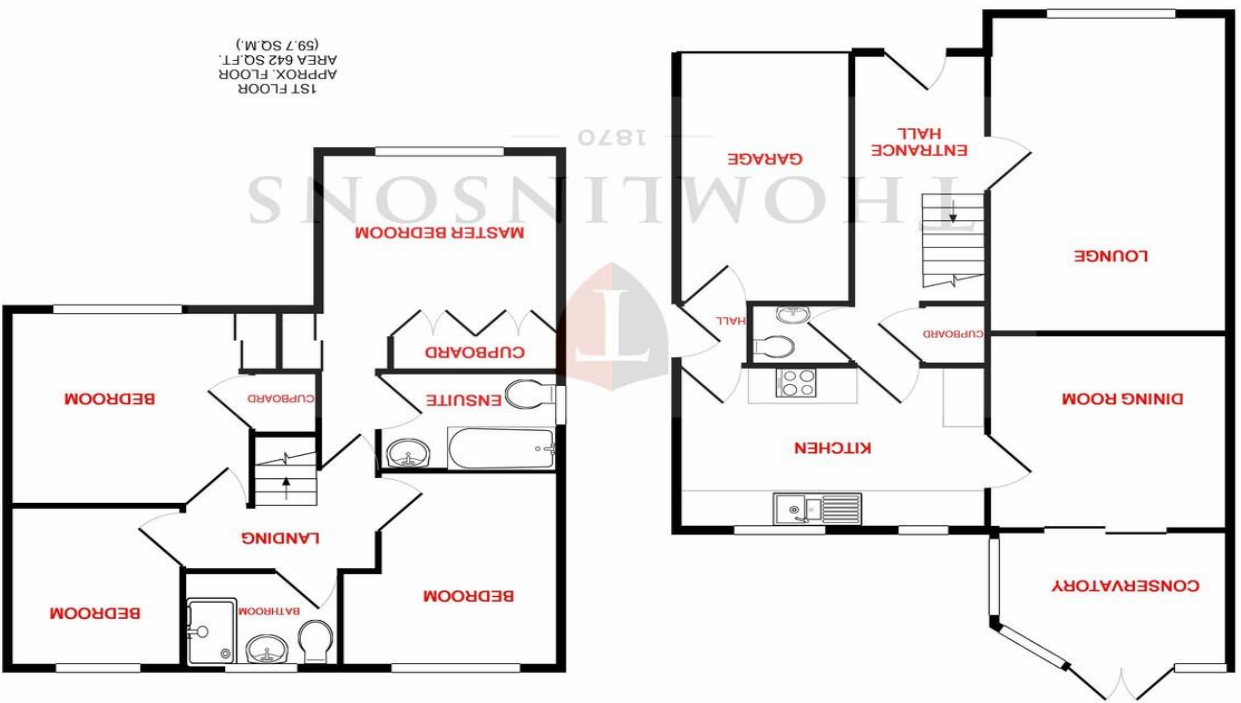 CONSERVATORY
DINING ROOM
KITCHEN
LOUNGE
CUPBOARD
HALL
ENTRANCE
HALL
GARAGE
BEDROOM
BATHROOM
BEDROOM
LANDING
ENSUITE
CUPBOARD
BEDROOM
CUPBOARD
MASTER BEDROOM
THOMLINSONS
1870
1ST FLOOR
APPROX. FLOOR
AREA 642 SQ.FT.
(59.7 SQ.M.)